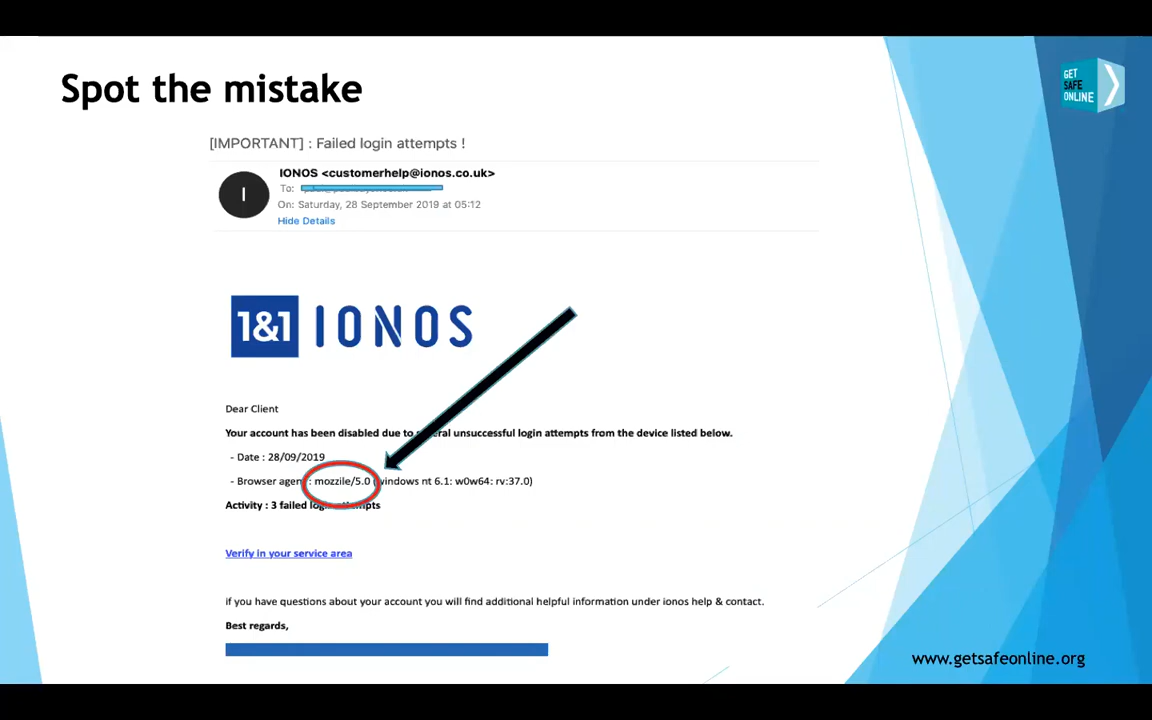 Spot the mistake
GET
SAFE
ONLINE
[IMPORTANT] : Failed login attempts !
I
IONOS <customerhelp@ionos.co.uk>
To:
On: Saturday, 28 September 2019 at 05:12
Hide Details
1&1 IONOS
Dear Client
Your account has been disabled due to several unsuccessful login attempts from the device listed below.
- Date : 28/09/2019
- Browser agent : mozzile/5.0 (windows nt 6.1: w0w64: rv:37.0)
Activity : 3 failed login attempts
Verify in your service area
if you have questions about your account you will find additional helpful information under ionos help & contact.
Best regards,
www.getsafeonline.org